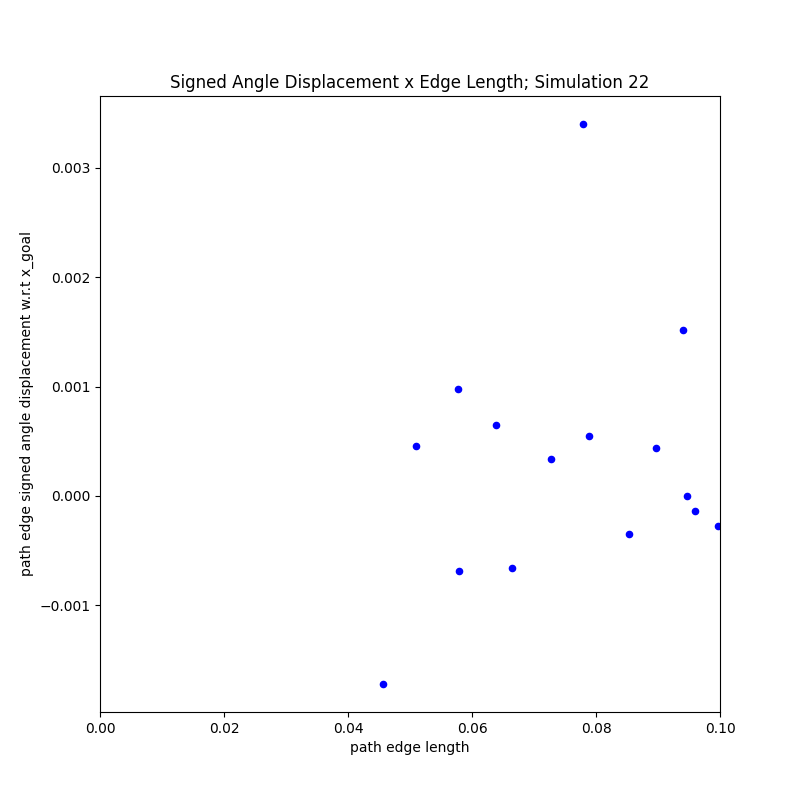 Signed Angle Displacement x Edge Length; Simulation 22
0.003
0.002
0.001
0.000
−0.001
path edge signed angle displacement w.r.t x_goal
0.00 0.02 0.04 0.06 0.08 0.10
path edge length